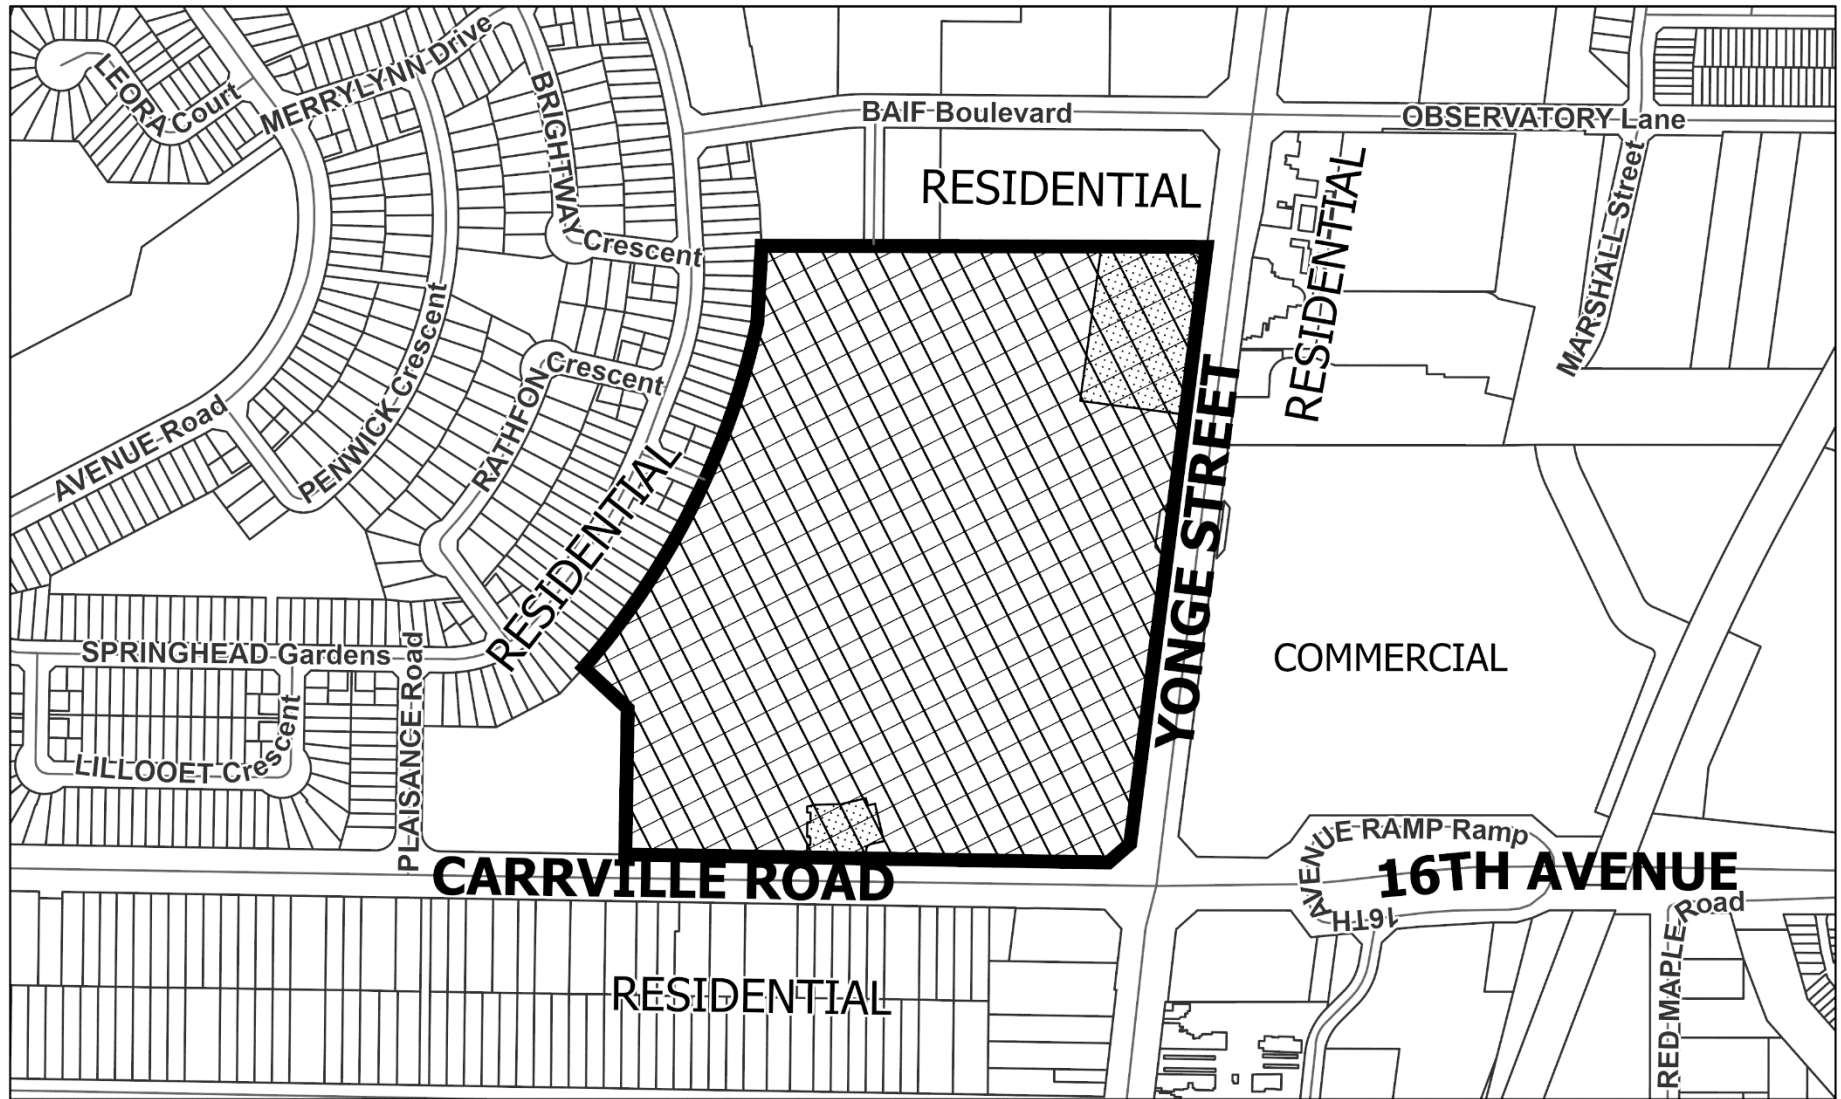 LEORA Court
MERRYLYNN Drive
BRIGHTWAY
Crescent
BAIF Boulevard
OBSERVATORY Lane
RESIDENTIAL
RESIDENTIAL
MARSHALL Street
AVENUE Road
PENWICK Crescent
RATHFON
Crescent
RESIDENTIAL
YONGE STREET
COMMERCIAL
SPRINGHEAD Gardens
PLAISANCE Road
LILLOOET Crescent
CARRVILLE ROAD
16TH AVENUE RAMP Ramp
16TH AVENUE
RED MAPLE Road
RESIDENTIAL